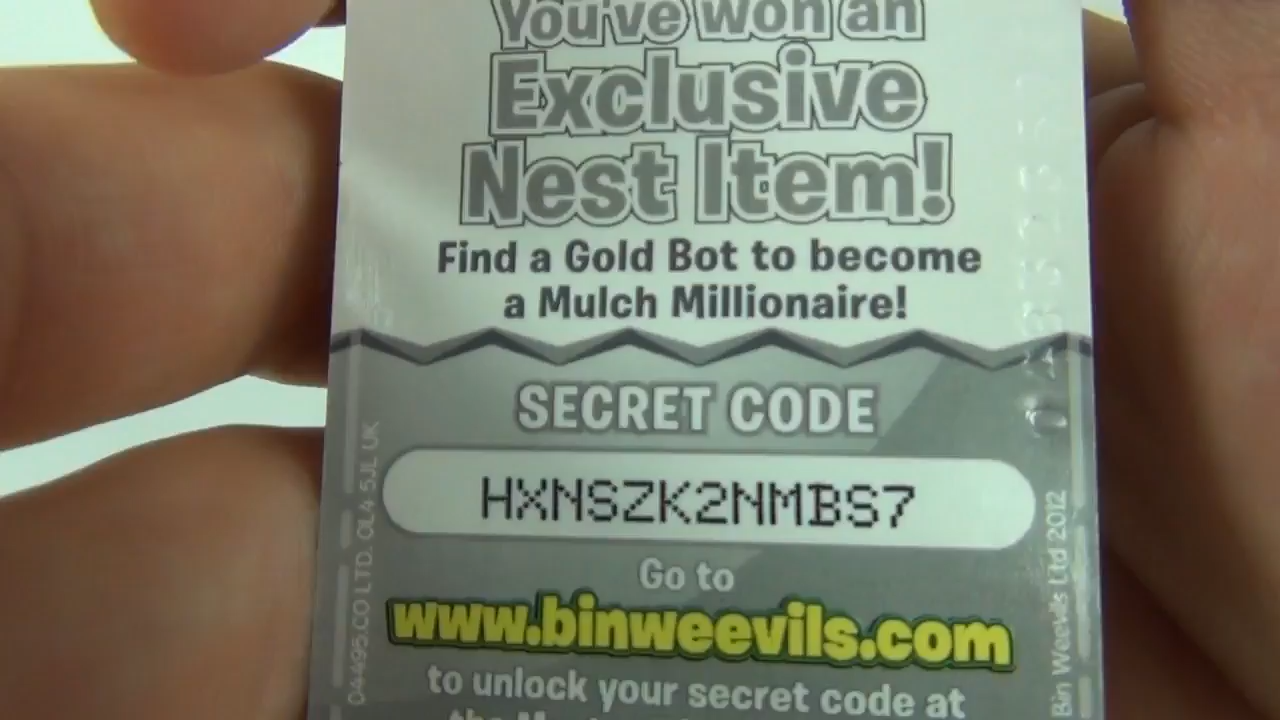 You've won an
Exclusive
Nest Item!
Find a Gold Bot to become
a Mulch Millionaire!
SECRET CODE
HXNSZK2NMBS7
Go to
www.binweevils.com
to unlock your secret code at
the
04495.CO LTD. OL4 5JL UK
Bin Weevils Ltd 2012